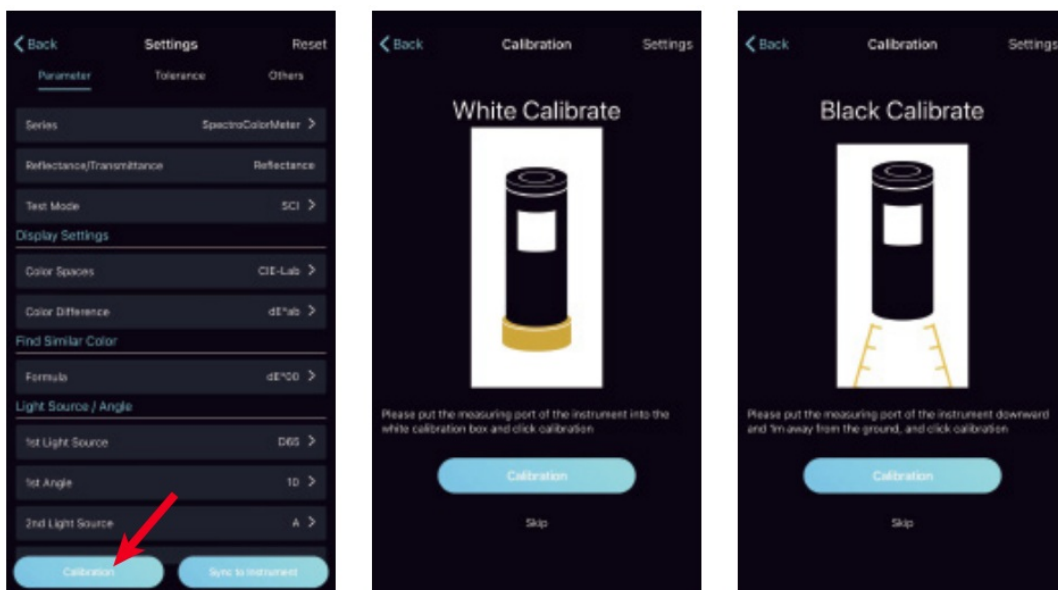 Back Settings Reset
Parameter Tolerance Others
Series SpectroColorMeter >
Reflectance/Transmittance Reflectance
Test Mode SCI >
Display Settings
Color Spaces CIE-Lab >
Color Difference dE*ab >
Find Similar Color
Formula dE*00 >
Light Source / Angle
1st Light Source D65 >
1st Angle 10 >
2nd Light Source A >
Calibration Sync to Instrument
Back Calibration Settings
White Calibrate
Please put the measuring port of the instrument into the
white calibration box and click calibration
Calibration
Skip
Back Calibration Settings
Black Calibrate
Please put the measuring port of the instrument downward
and 1m away from the ground, and click calibration
Calibration
Skip